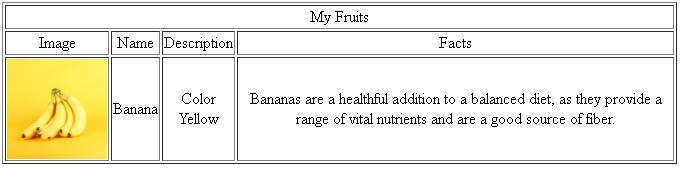 My Fruits
Image Name Description Facts
Banana
Color
Yellow
Bananas are a healthful addition to a balanced diet, as they provide a
range of vital nutrients and are a good source of fiber.